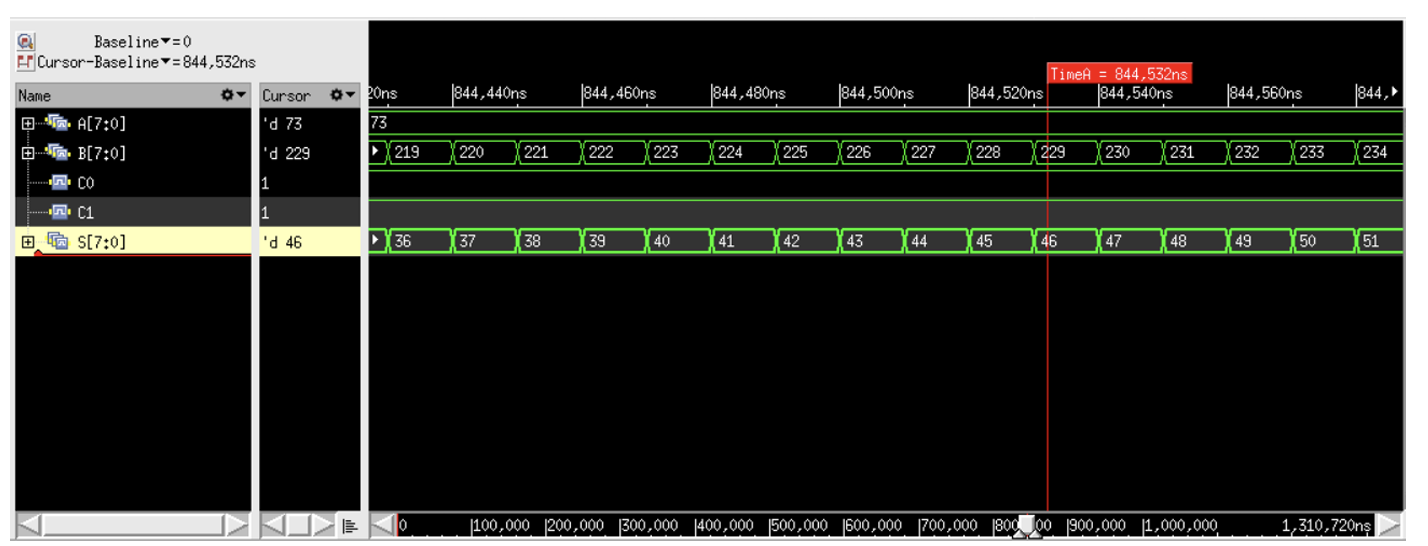 Baseline▼=0
Cursor-Baseline▼=844,532ns
TimeA = 844,532ns
Name Cursor 20ns |844,440ns |844,460ns |844,480ns |844,500ns |844,520ns |844,540ns |844,560ns |844,
A[7:0] 'd 73 73
B[7:0] 'd 229 219 220 221 222 223 224 225 226 227 228 229 230 231 232 233 234
C0 1
C1 1
S[7:0] 'd 46 36 37 38 39 40 41 42 43 44 45 46 47 48 49 50 51
0 |100,000 |200,000 |300,000 |400,000 |500,000 |600,000 |700,000 |900,000 |1,000,000 1,310,720ns